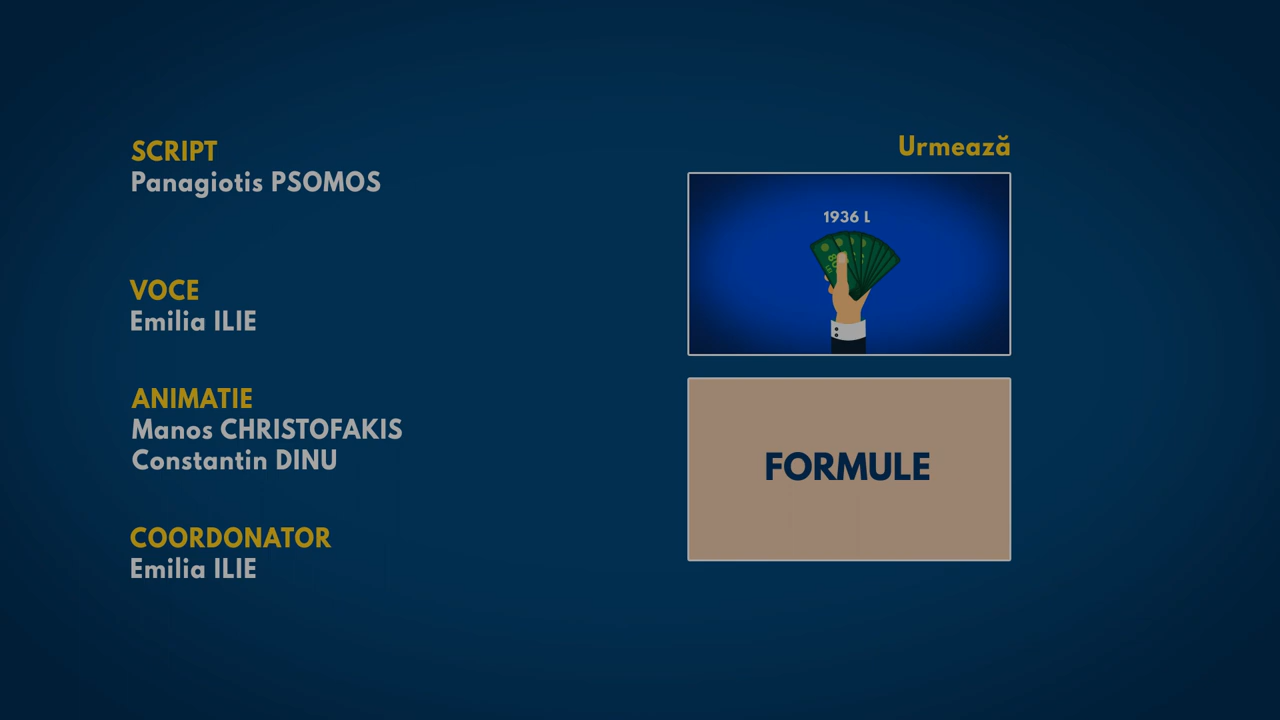 SCRIPT
Panagiotis PSOMOS
VOCE
Emilia ILIE
ANIMATIE
Manos CHRISTOFAKIS
Constantin DINU
COORDONATOR
Emilia ILIE
Urmează
1936 L
FORMULE